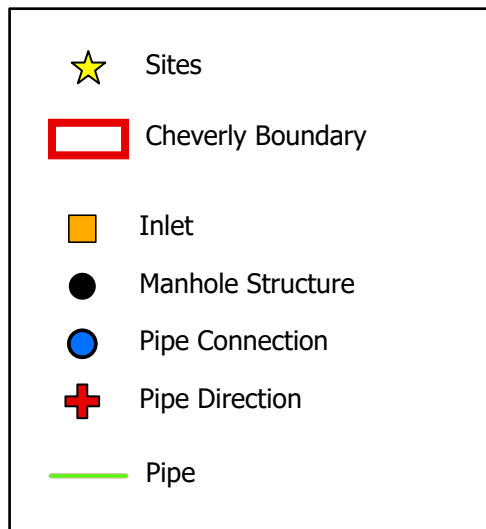 Sites
Cheverly Boundary
Inlet
Manhole Structure
Pipe Connection
Pipe Direction
Pipe